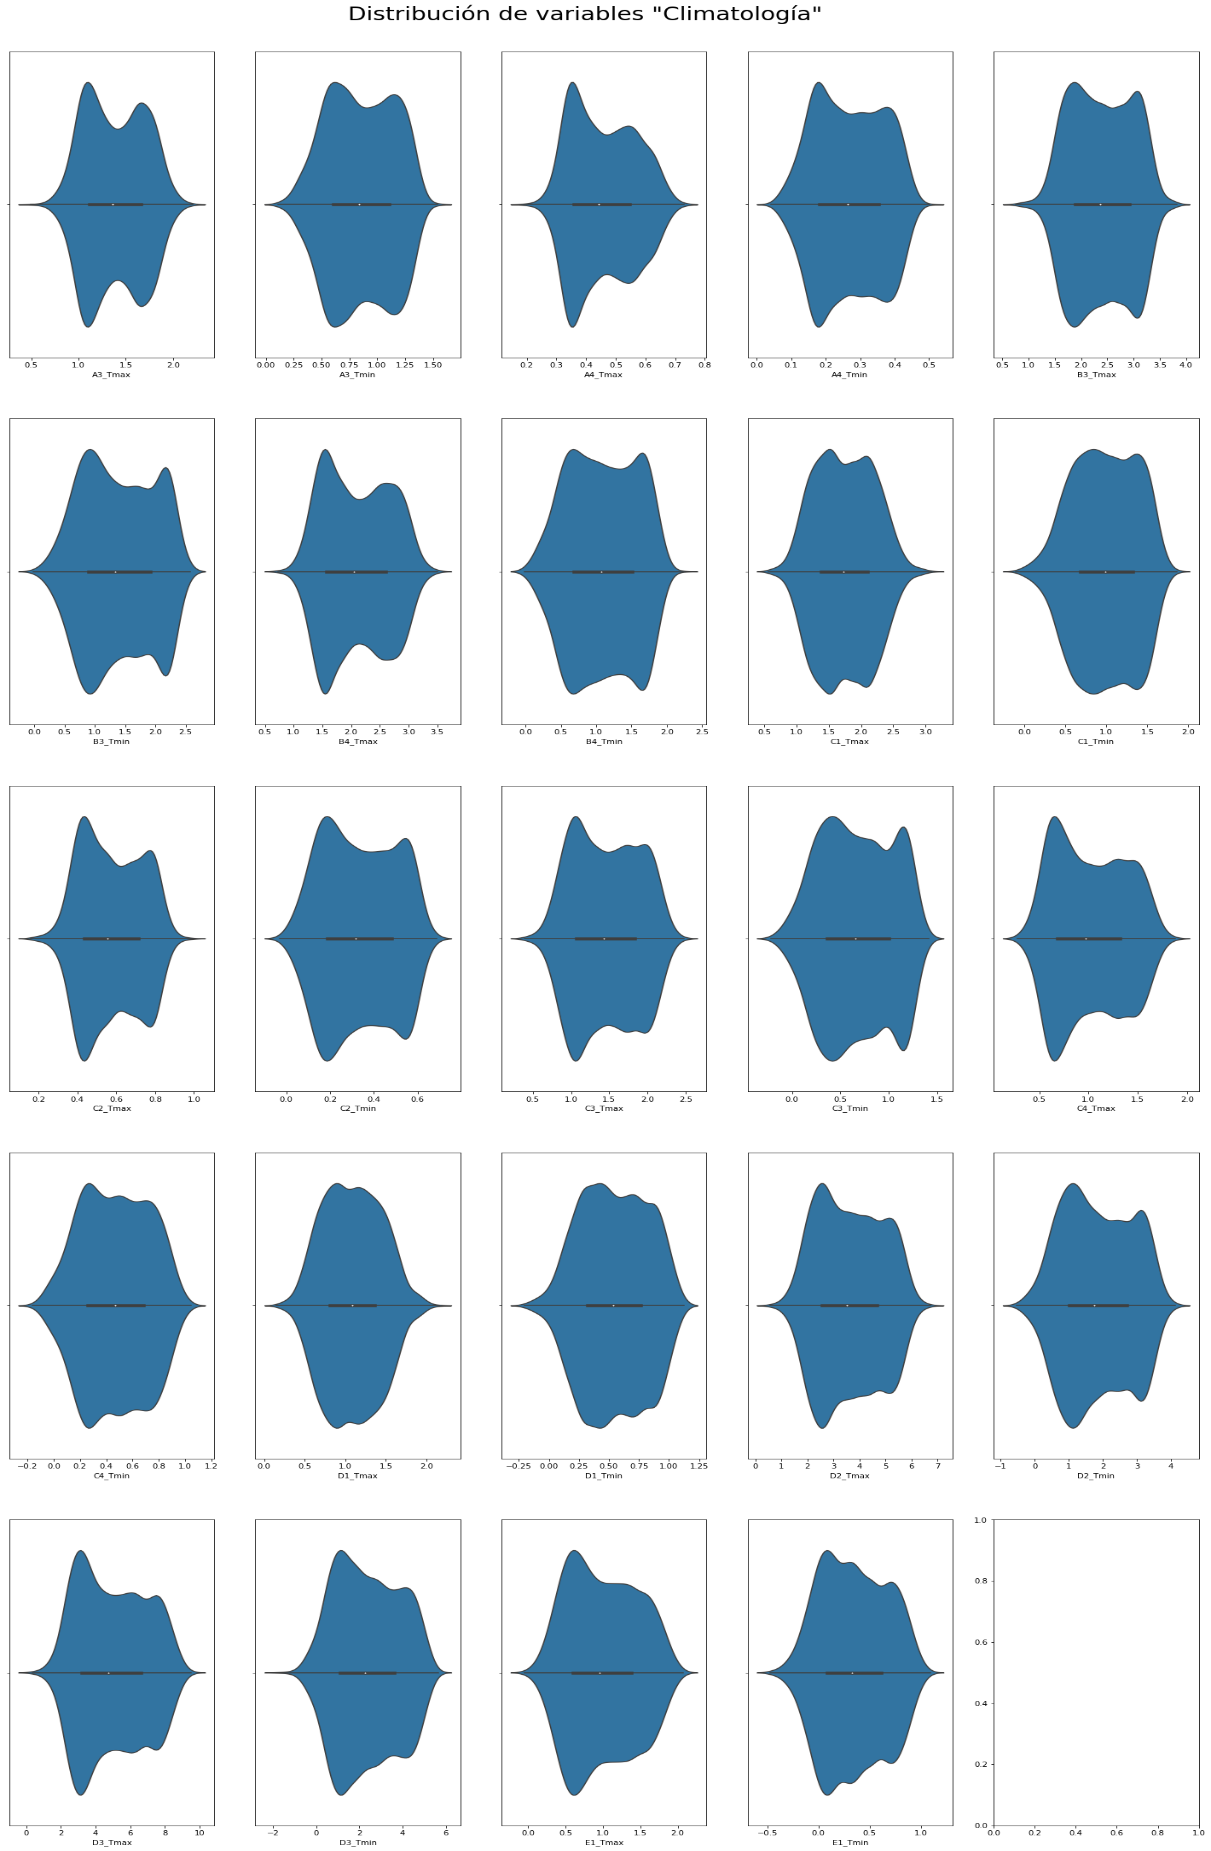 Distribución de variables "Climatología"
0.5 1.0 1.5 2.0
A3_Tmax
0.00 0.25 0.50 0.75 1.00 1.25 1.50
A3_Tmin
0.2 0.3 0.4 0.5 0.6 0.7 0.8
A4_Tmax
0.0 0.1 0.2 0.3 0.4 0.5
A4_Tmin
0.5 1.0 1.5 2.0 2.5 3.0 3.5 4.0
B3_Tmax
0.0 0.5 1.0 1.5 2.0 2.5
B3_Tmin
0.5 1.0 1.5 2.0 2.5 3.0 3.5
B4_Tmax
0.0 0.5 1.0 1.5 2.0 2.5
B4_Tmin
0.5 1.0 1.5 2.0 2.5 3.0
C1_Tmax
0.0 0.5 1.0 1.5 2.0
C1_Tmin
0.2 0.4 0.6 0.8 1.0
C2_Tmax
0.0 0.2 0.4 0.6
C2_Tmin
0.5 1.0 1.5 2.0 2.5
C3_Tmax
0.0 0.5 1.0 1.5
C3_Tmin
0.5 1.0 1.5 2.0
C4_Tmax
−0.2 0.0 0.2 0.4 0.6 0.8 1.0 1.2
C4_Tmin
0.0 0.5 1.0 1.5 2.0
D1_Tmax
−0.25 0.00 0.25 0.50 0.75 1.00 1.25
D1_Tmin
0 1 2 3 4 5 6 7
D2_Tmax
−1 0 1 2 3 4
D2_Tmin
0 2 4 6 8 10
D3_Tmax
−2 0 2 4 6
D3_Tmin
0.0 0.5 1.0 1.5 2.0
E1_Tmax
−0.5 0.0 0.5 1.0
E1_Tmin
1.0
0.8
0.6
0.4
0.2
0.0
0.0 0.2 0.4 0.6 0.8 1.0